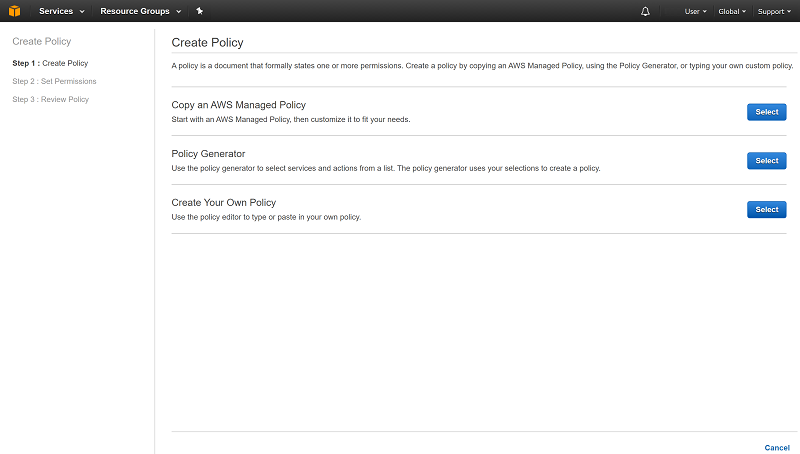 Services Resource Groups User Global Support
Create Policy
Step 1 : Create Policy
Step 2 : Set Permissions
Step 3 : Review Policy
Create Policy
A policy is a document that formally states one or more permissions. Create a policy by copying an AWS Managed Policy, using the Policy Generator, or typing your own custom policy.
Copy an AWS Managed Policy
Start with an AWS Managed Policy, then customize it to fit your needs.
Select
Policy Generator
Use the policy generator to select services and actions from a list. The policy generator uses your selections to create a policy.
Select
Create Your Own Policy
Use the policy editor to type or paste in your own policy.
Select
Cancel